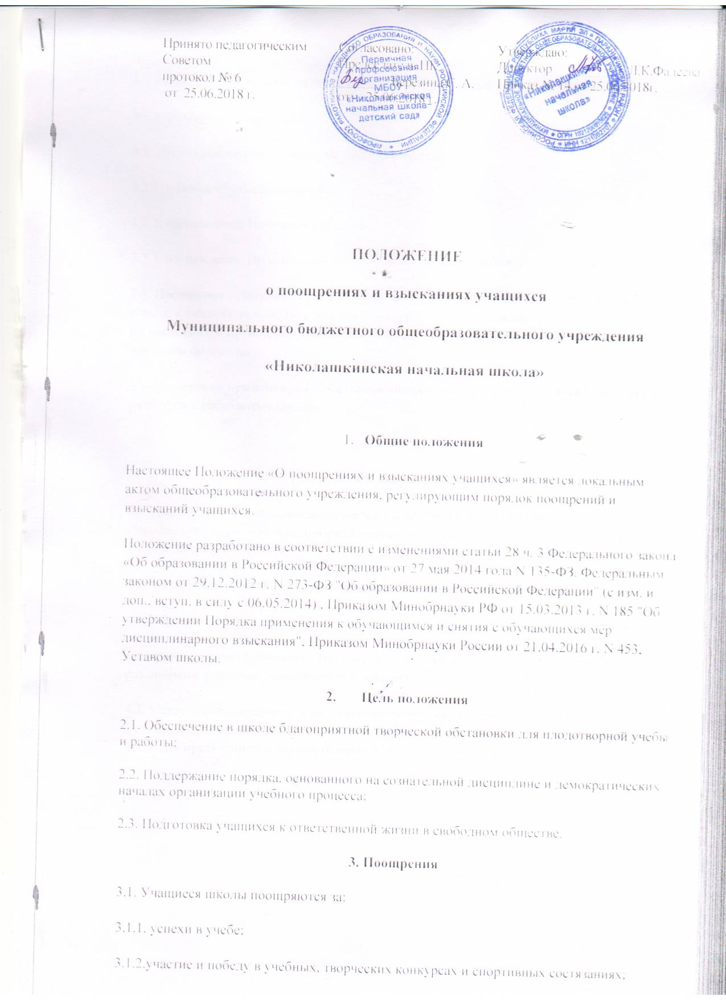 Принято педагогическим
Советом
протокол № 6
от 25.06.2018 г.
Согласовано:
Председатель
Березина С. А.
от 25.06.2018 г.
Первичная
профсоюзная
организация
МБОУ
«Николашкинская
начальная школа-
детский сад»
ПРОФСОЮЗ РАБОТНИКОВ НАРОДНОГО ОБРАЗОВАНИЯ И НАУКИ РОССИЙСКОЙ ФЕДЕРАЦИИ
Утверждаю:
Директор Л.К.Фадеева
Приказ № 14 от 25.06.2018г.
«Николашкинская
начальная
школа»
ПОЛОЖЕНИЕ
о поощрениях и взысканиях учащихся
Муниципального бюджетного общеобразовательного учреждения
«Николашкинская начальная школа»
1. Общие положения
Настоящее Положение «О поощрениях и взысканиях учащихся» является локальным
актом общеобразовательного учреждения, регулирующим порядок поощрений и
взысканий учащихся.
Положение разработано в соответствии с изменениями статьи 28 ч. 3 Федерального закона
«Об образовании в Российской Федерации» от 27 мая 2014 года N 135-ФЗ, Федеральным
законом от 29.12.2012 г. N 273-ФЗ "Об образовании в Российской Федерации" (с изм. и
доп., вступ. в силу с 06.05.2014) , Приказом Минобрнауки РФ от 15.03.2013 г. N 185 "Об
утверждении Порядка применения к обучающимся и снятия с обучающихся мер
дисциплинарного взыскания", Приказом Минобрнауки России от 21.04.2016 г. N 453,
Уставом школы.
2. Цель положения
2.1. Обеспечение в школе благоприятной творческой обстановки для плодотворной учебы
и работы;
2.2. Поддержание порядка, основанного на сознательной дисциплине и демократических
началах организации учебного процесса;
2.3. Подготовка учащихся к ответственной жизни в свободном обществе.
3. Поощрения
3.1. Учащиеся школы поощряются за:
3.1.1. успехи в учебе;
3.1.2.участие и победу в учебных, творческих конкурсах и спортивных состязаниях;